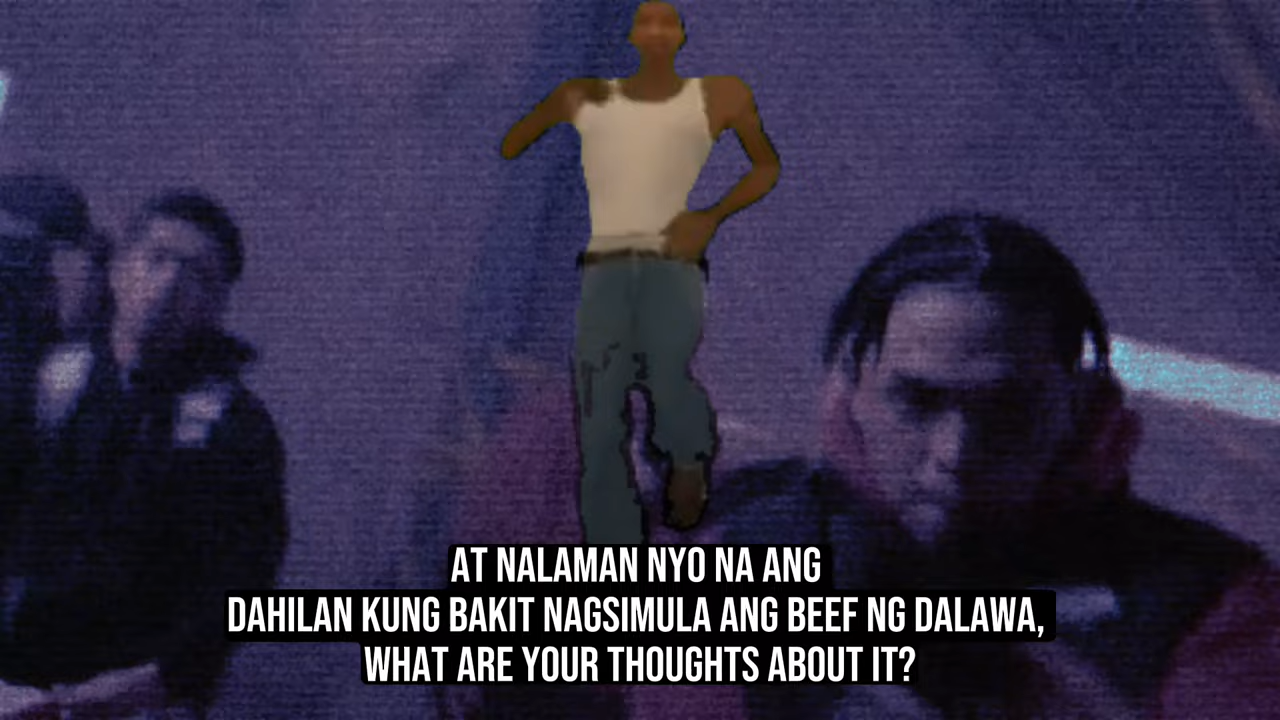 AT NALAMAN NYO NA ANG
DAHILAN KUNG BAKIT NAGSIMULA ANG BEEF NG DALAWA,
WHAT ARE YOUR THOUGHTS ABOUT IT?